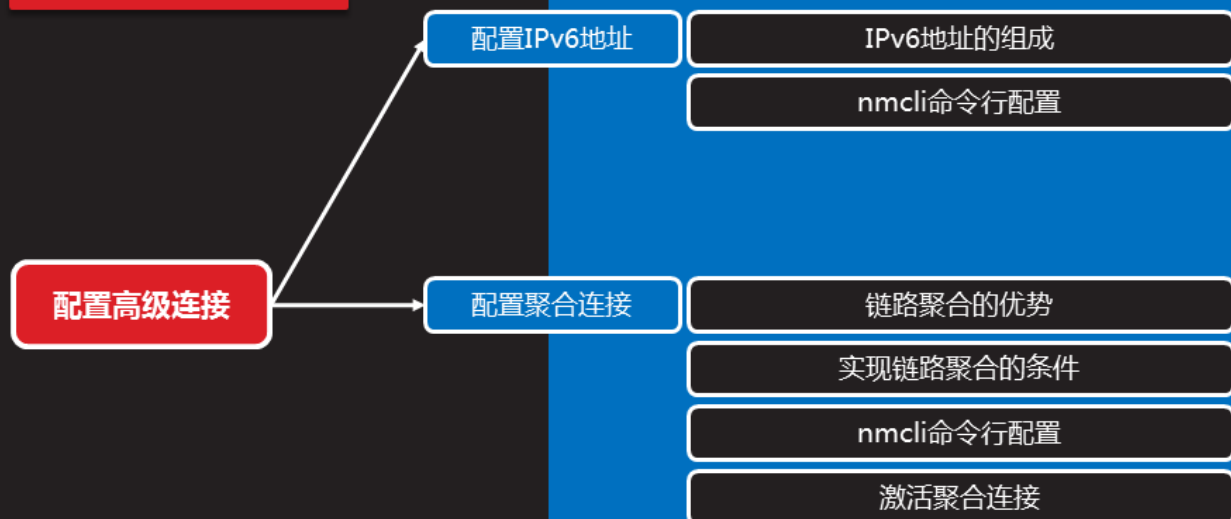 配置IPv6地址
IPv6地址的组成
nmcli命令行配置
配置高级连接
配置聚合连接
链路聚合的优势
实现链路聚合的条件
nmcli命令行配置
激活聚合连接